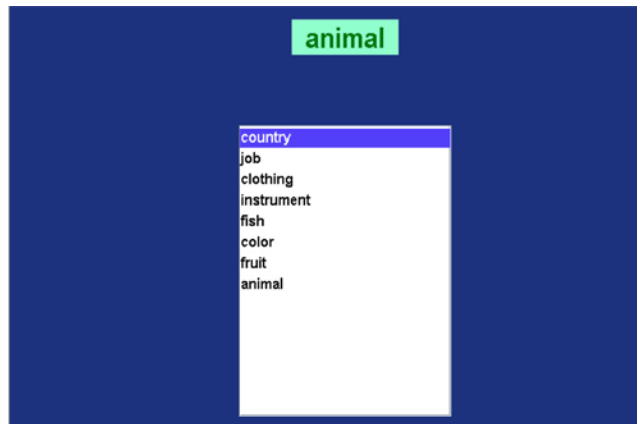 animal
country
job
clothing
instrument
fish
color
fruit
animal